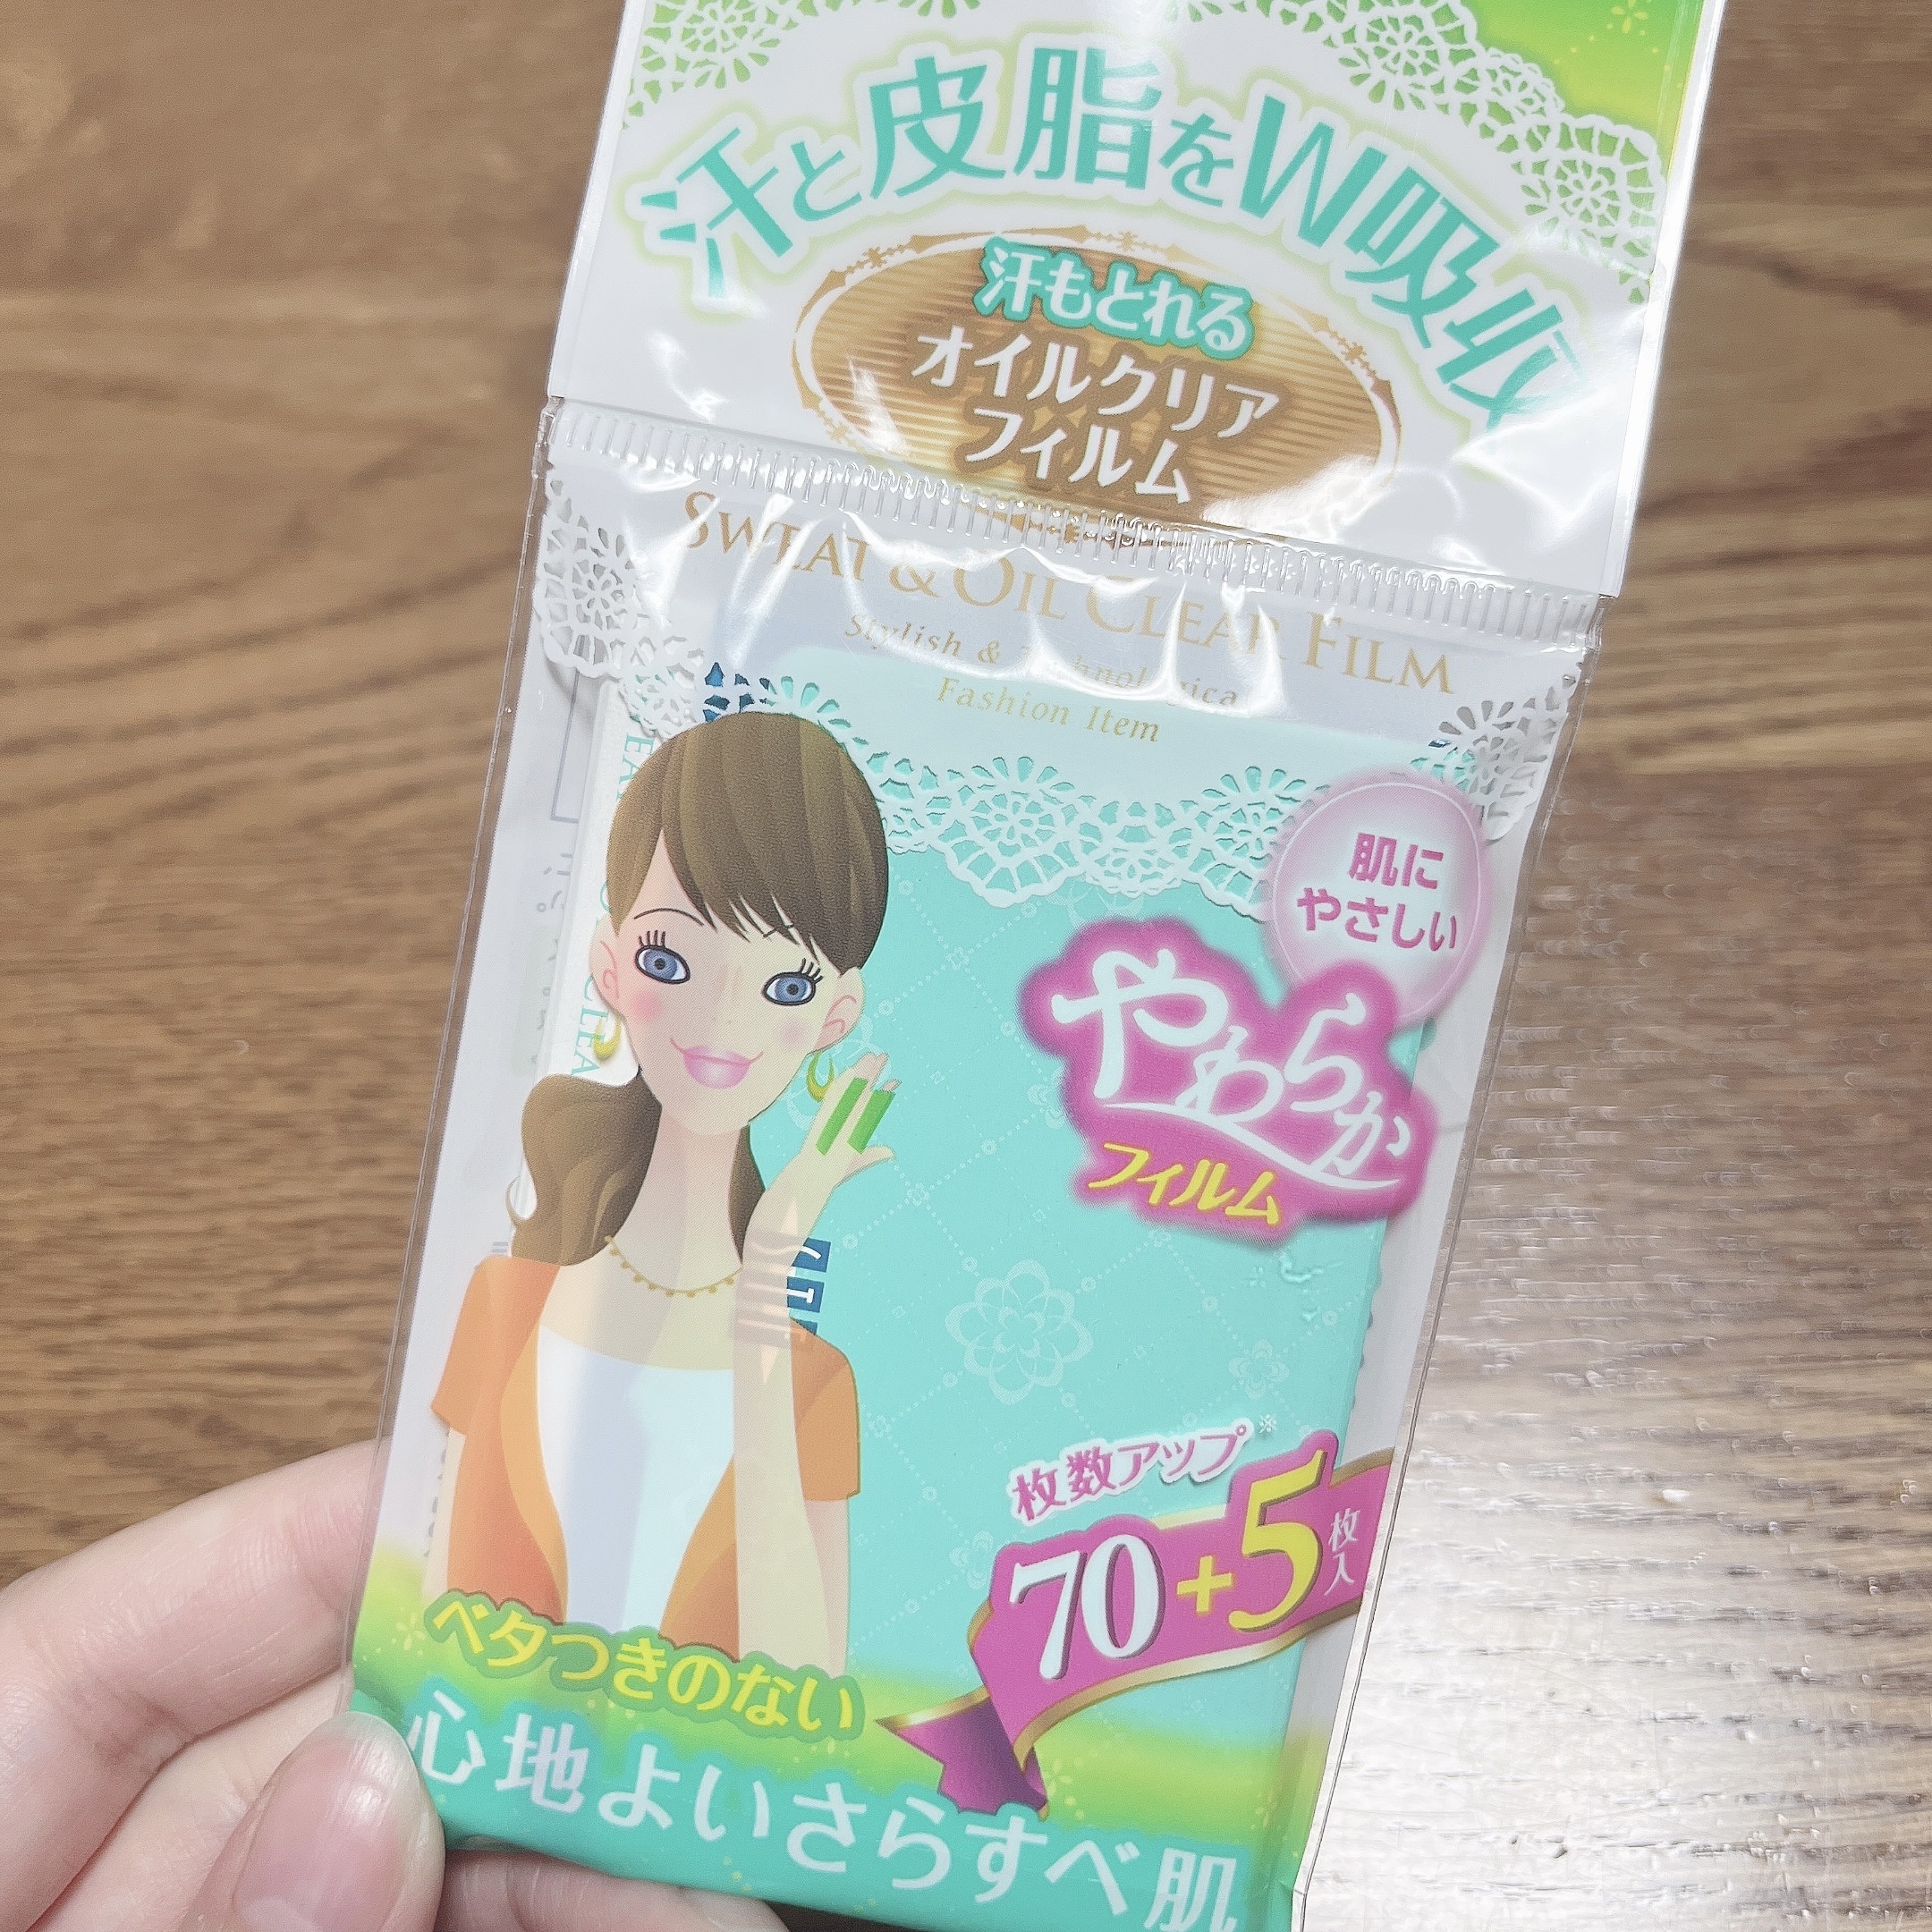 汗と皮脂をW吸収
汗もとれる
オイルクリア
フィルム
SWEAT & OIL CLEAR FILM
Stylish & Technological
Fashion Item
肌に
やさしい
やわらか
フィルム
枚数アップ※
70+5枚入
ベタつきのない
心地よいさらすべ肌